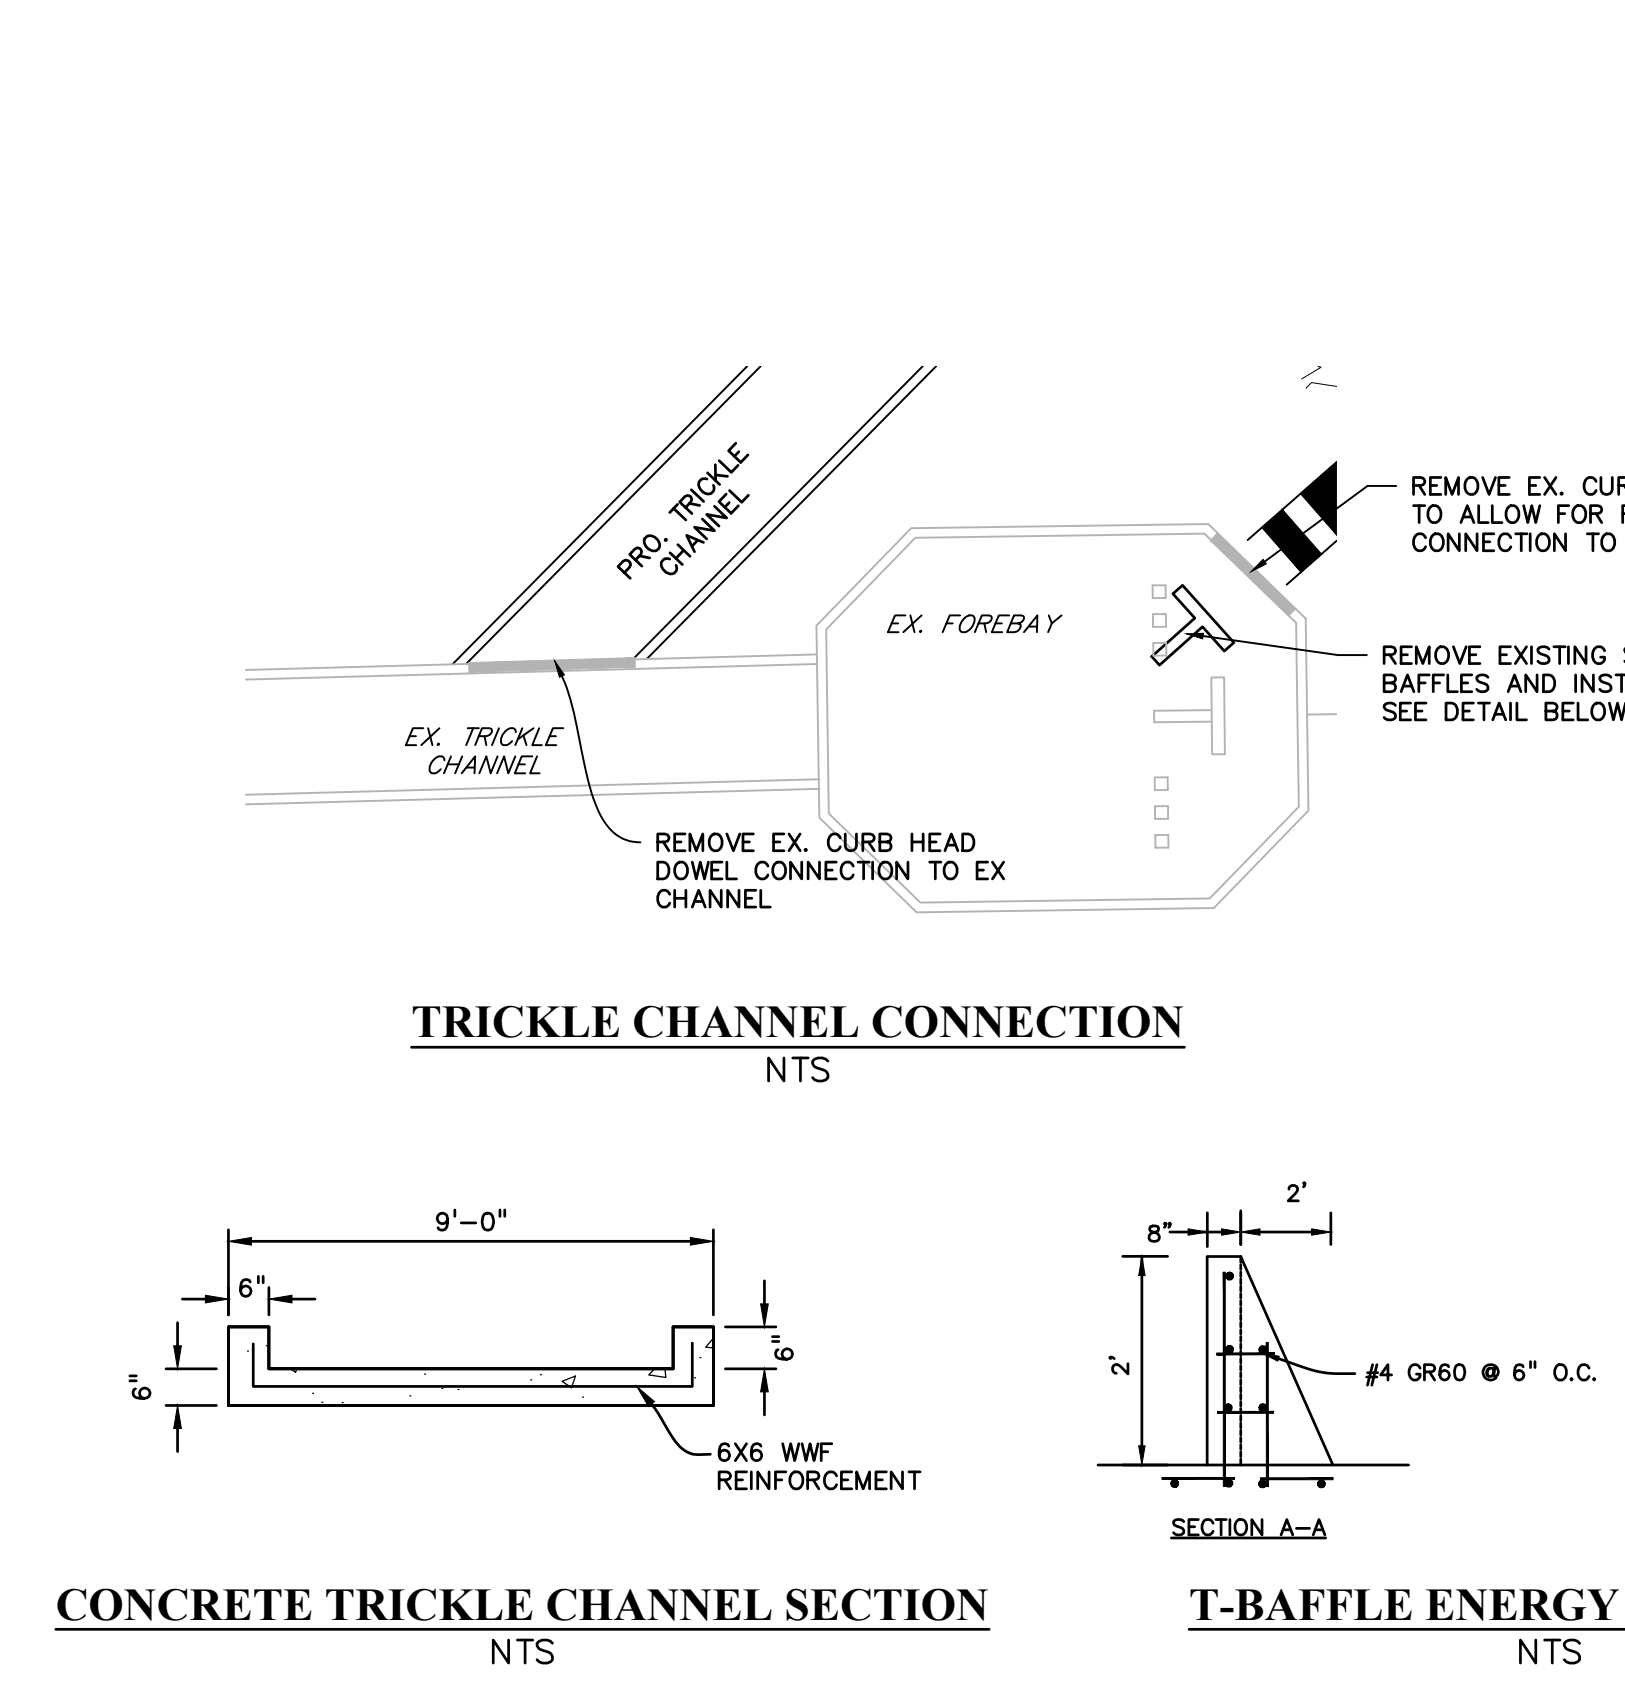 PRO. TRICKLE
CHANNEL
REMOVE EX.
TO ALLOW FOR
CONNECTION TO
EX. FOREBAY
REMOVE EXISTING
BAFFLES AND
SEE DETAIL BELOW
EX. TRICKLE
CHANNEL
REMOVE EX. CURB HEAD
DOWEL CONNECTION TO EX
CHANNEL
TRICKLE CHANNEL CONNECTION
NTS
9'-0"
6"
6"
6"
6X6 WWF
REINFORCEMENT
CONCRETE TRICKLE CHANNEL SECTION
NTS
2'
8"
2'
#4 GR60 @ 6" O.C.
SECTION A-A
T-BAFFLE ENERGY
NTS